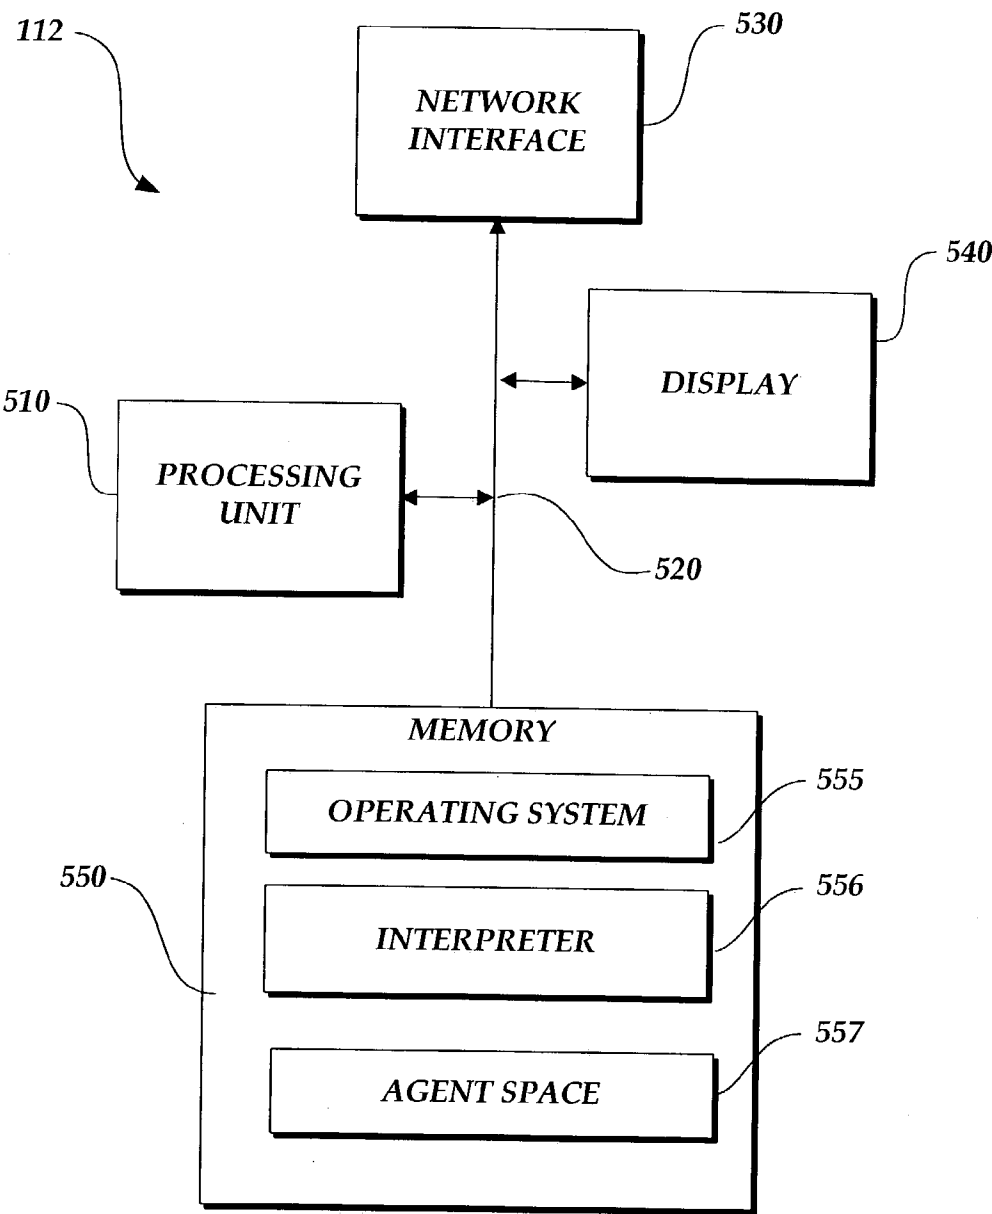 112
530
NETWORK
INTERFACE
540
DISPLAY
510
PROCESSING
UNIT
520
MEMORY
OPERATING SYSTEM
555
550
INTERPRETER
556
AGENT SPACE
557